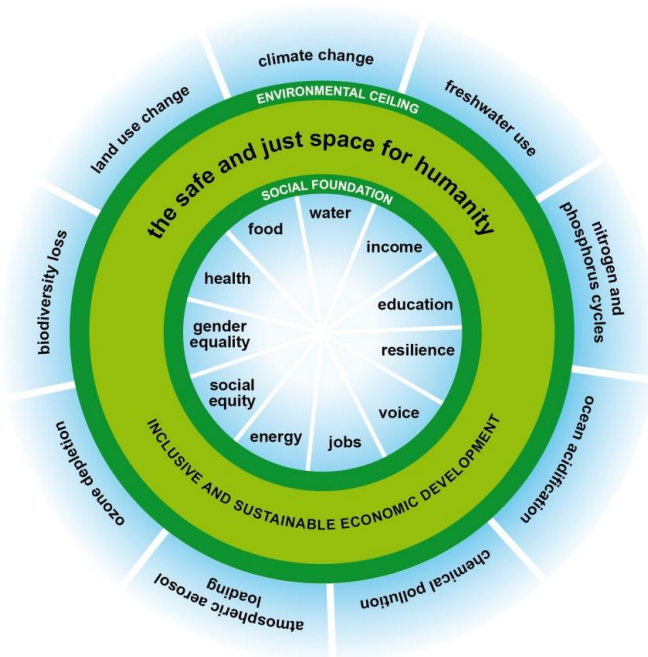 climate change
freshwater use
nitrogen and
phosphorus cycles
ocean acidification
chemical pollution
atmospheric aerosol
loading
ozone depletion
biodiversity loss
land use change
ENVIRONMENTAL CEILING
the safe and just space for humanity
SOCIAL FOUNDATION
water
income
education
resilience
voice
jobs
energy
social
equity
gender
equality
health
food
INCLUSIVE AND SUSTAINABLE ECONOMIC DEVELOPMENT